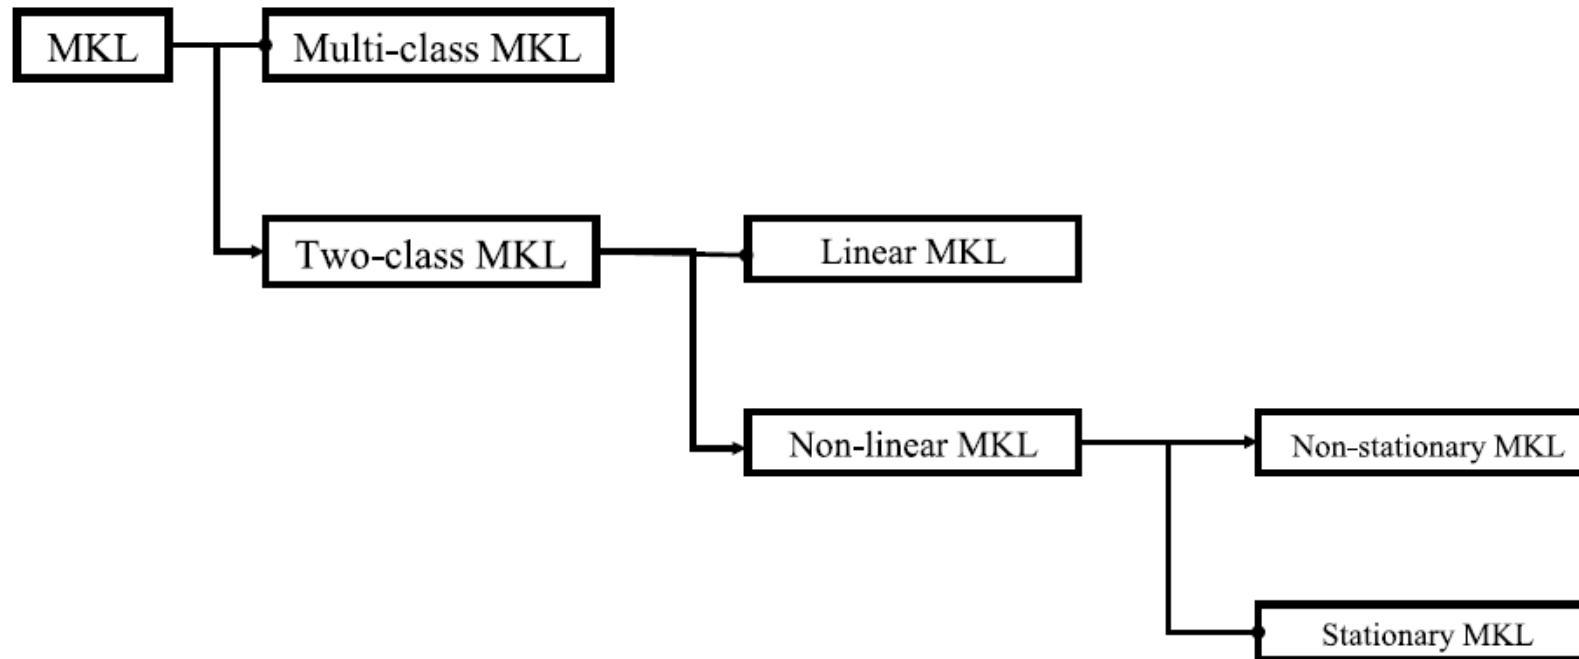 MKL
Multi-class MKL
Two-class MKL
Linear MKL
Non-linear MKL
Non-stationary MKL
Stationary MKL